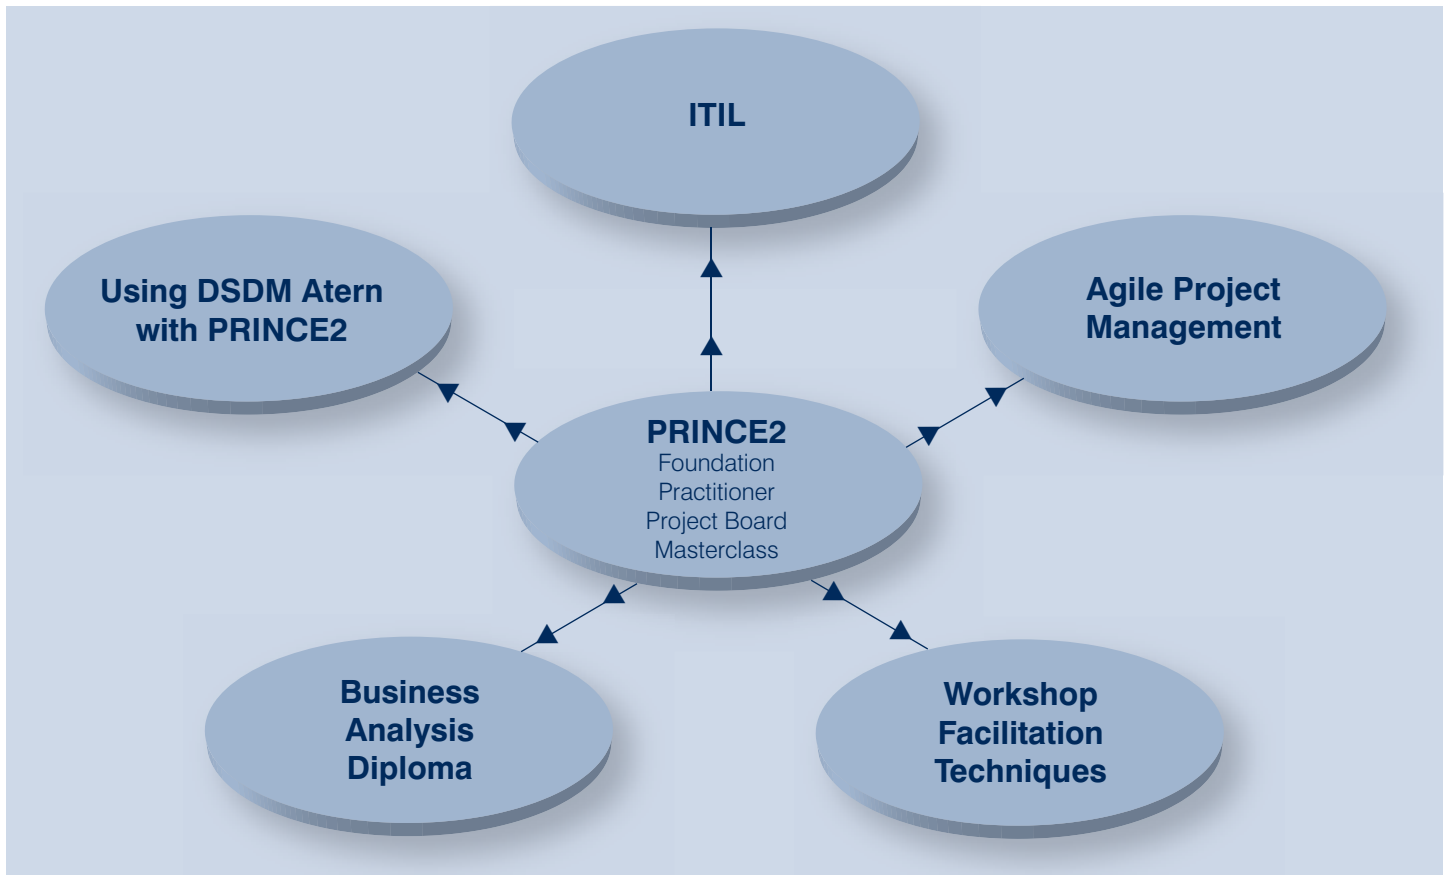 ITIL
Using DSDM Atern
with PRINCE2
Agile Project
Management
PRINCE2
Foundation
Practitioner
Project Board
Masterclass
Business
Analysis
Diploma
Workshop
Facilitation
Techniques